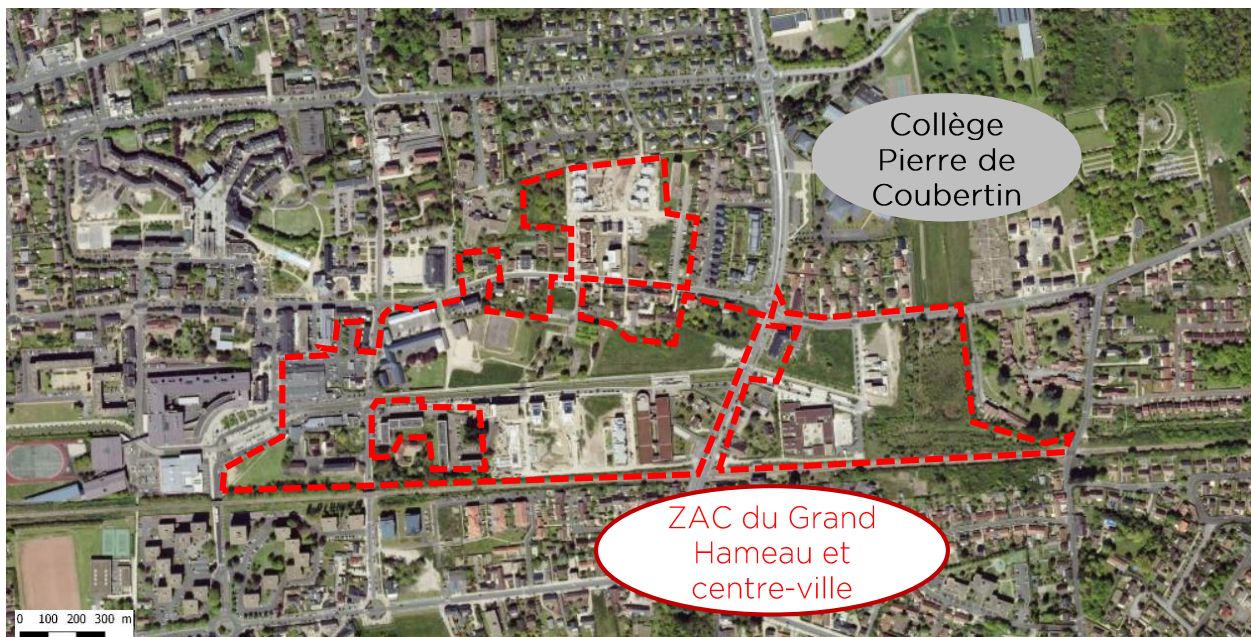 Collège
Pierre de
Coubertin
ZAC du Grand
Hameau et
centre-ville
0 100 200 300 m